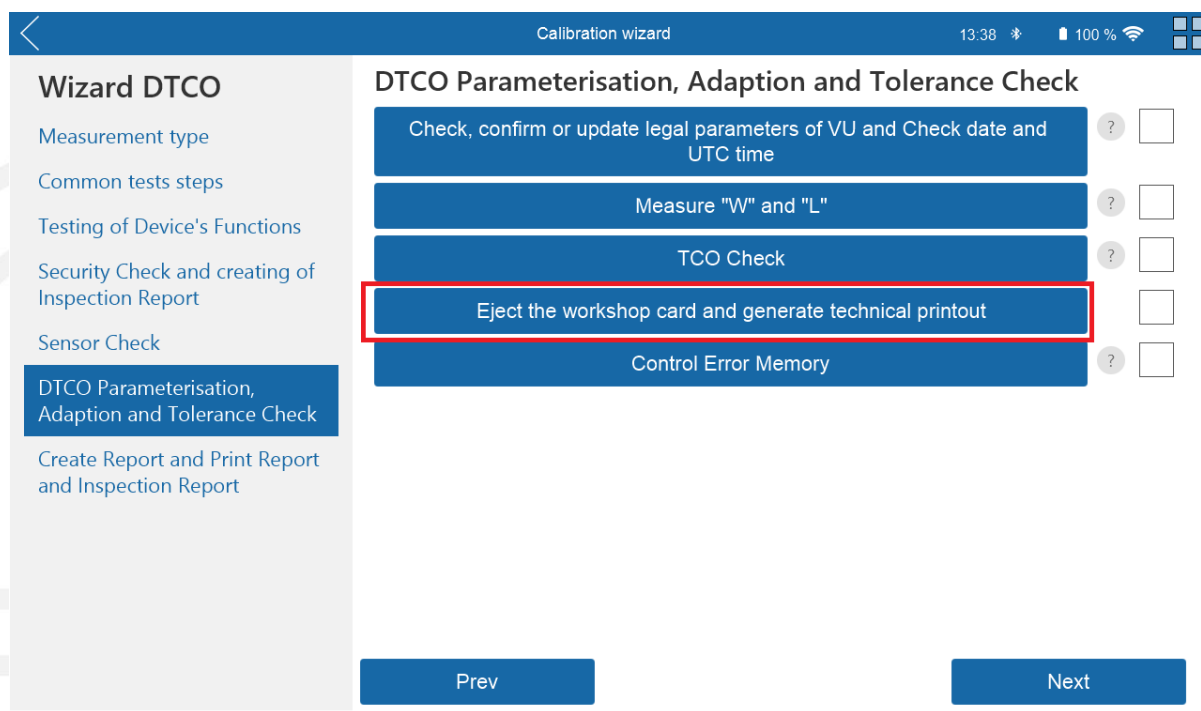 Calibration wizard
13:38
100 %
Wizard DTCO
Measurement type
Common tests steps
Testing of Device's Functions
Security Check and creating of
Inspection Report
Sensor Check
DTCO Parameterisation,
Adaption and Tolerance Check
Create Report and Print Report
and Inspection Report
DTCO Parameterisation, Adaption and Tolerance Check
Check, confirm or update legal parameters of VU and Check date and
UTC time
?
Measure "W" and "L"
?
TCO Check
?
Eject the workshop card and generate technical printout
Control Error Memory
?
Prev
Next